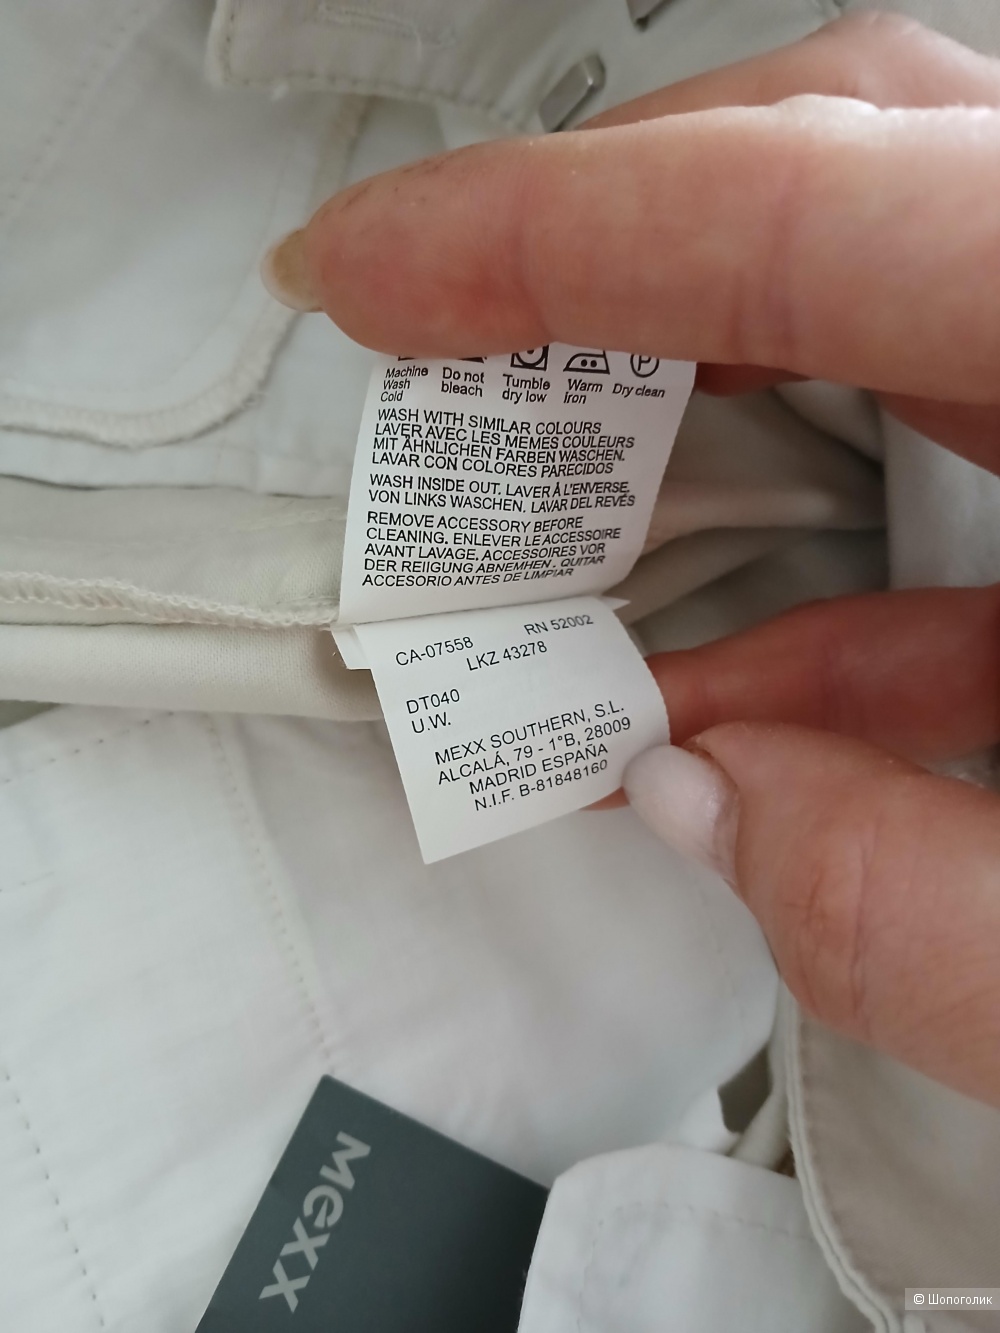 P
Machine
Wash
Cold
Do not
bleach
Tumble
dry low
Warm
Iron
Dry clean
WASH WITH SIMILAR COLOURS
LAVER AVEC LES MEMES COULEURS
MIT ÄHNLICHEN FARBEN WASCHEN.
LAVAR CON COLORES PARECIDOS
WASH INSIDE OUT. LAVER À L'ENVERSE.
VON LINKS WASCHEN. LAVAR DEL REVÉS
REMOVE ACCESSORY BEFORE
CLEANING. ENLEVER LE ACCESSOIRE
AVANT LAVAGE. ACCESSOIRES VOR
DER REIIGUNG ABNEMHEN. QUITAR
ACCESORIO ANTES DE LIMPIAR
CA-07558 RN 52002
LKZ 43278
DT040
U.W.
MEXX SOUTHERN, S.L.
ALCALÁ, 79 - 1°B, 28009
MADRID ESPAÑA
N.I.F. B-81848160
MEXX
© Шопоголик